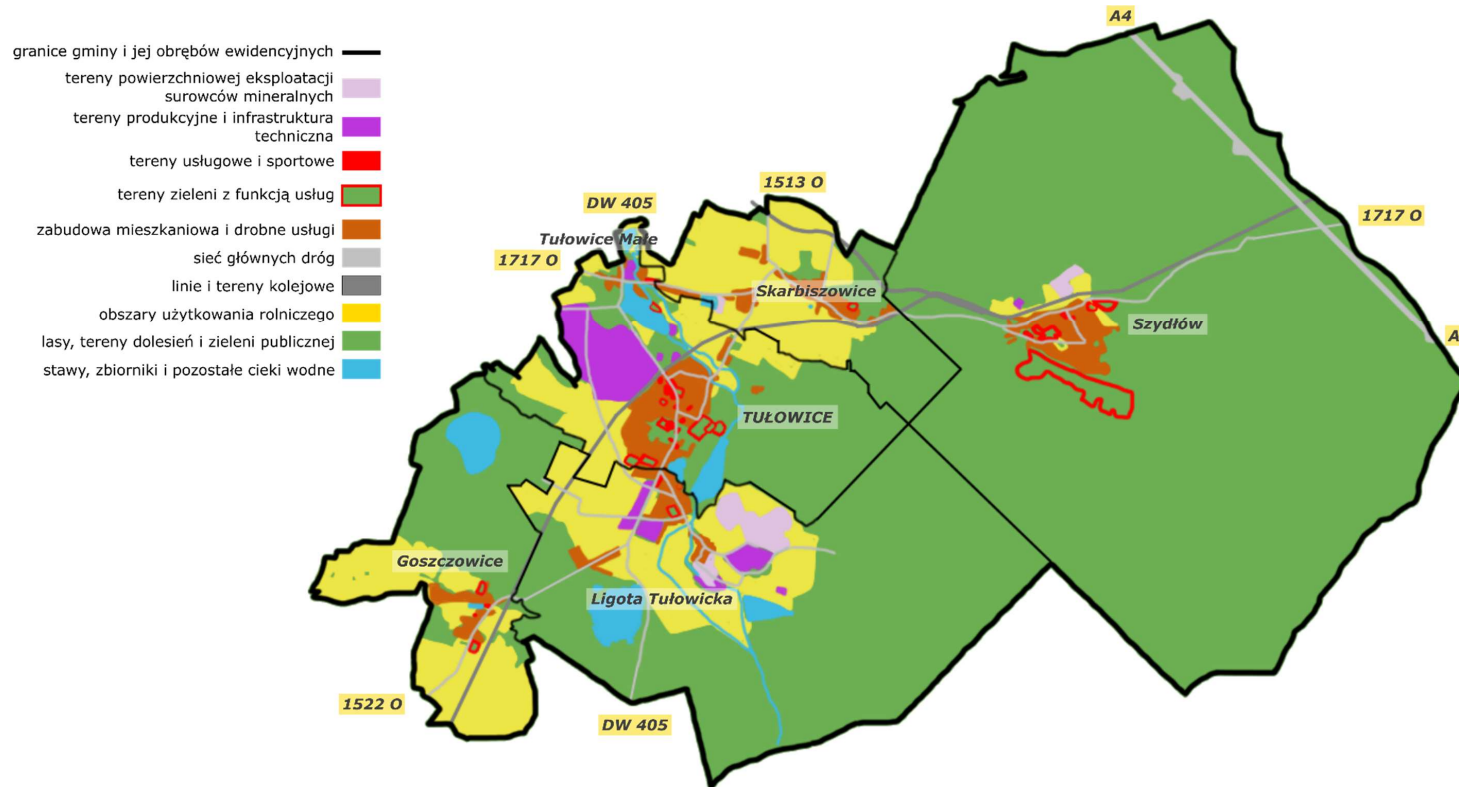 granice gminy i jej obrębów ewidencyjnych
tereny powierzchniowej eksploatacji
surowców mineralnych
tereny produkcyjne i infrastruktura
techniczna
tereny usługowe i sportowe
tereny zieleni z funkcją usług
zabudowa mieszkaniowa i drobne usługi
sieć głównych dróg
linie i tereny kolejowe
obszary użytkowania rolniczego
lasy, tereny dolesień i zieleni publicznej
stawy, zbiorniki i pozostałe cieki wodne
A4
1513 O
DW 405
1717 O
Tułowice Małe
1717 O
Skarbiszowice
Szydłów
A
TUŁOWICE
Goszczowice
Ligota Tułowicka
1522 O
DW 405